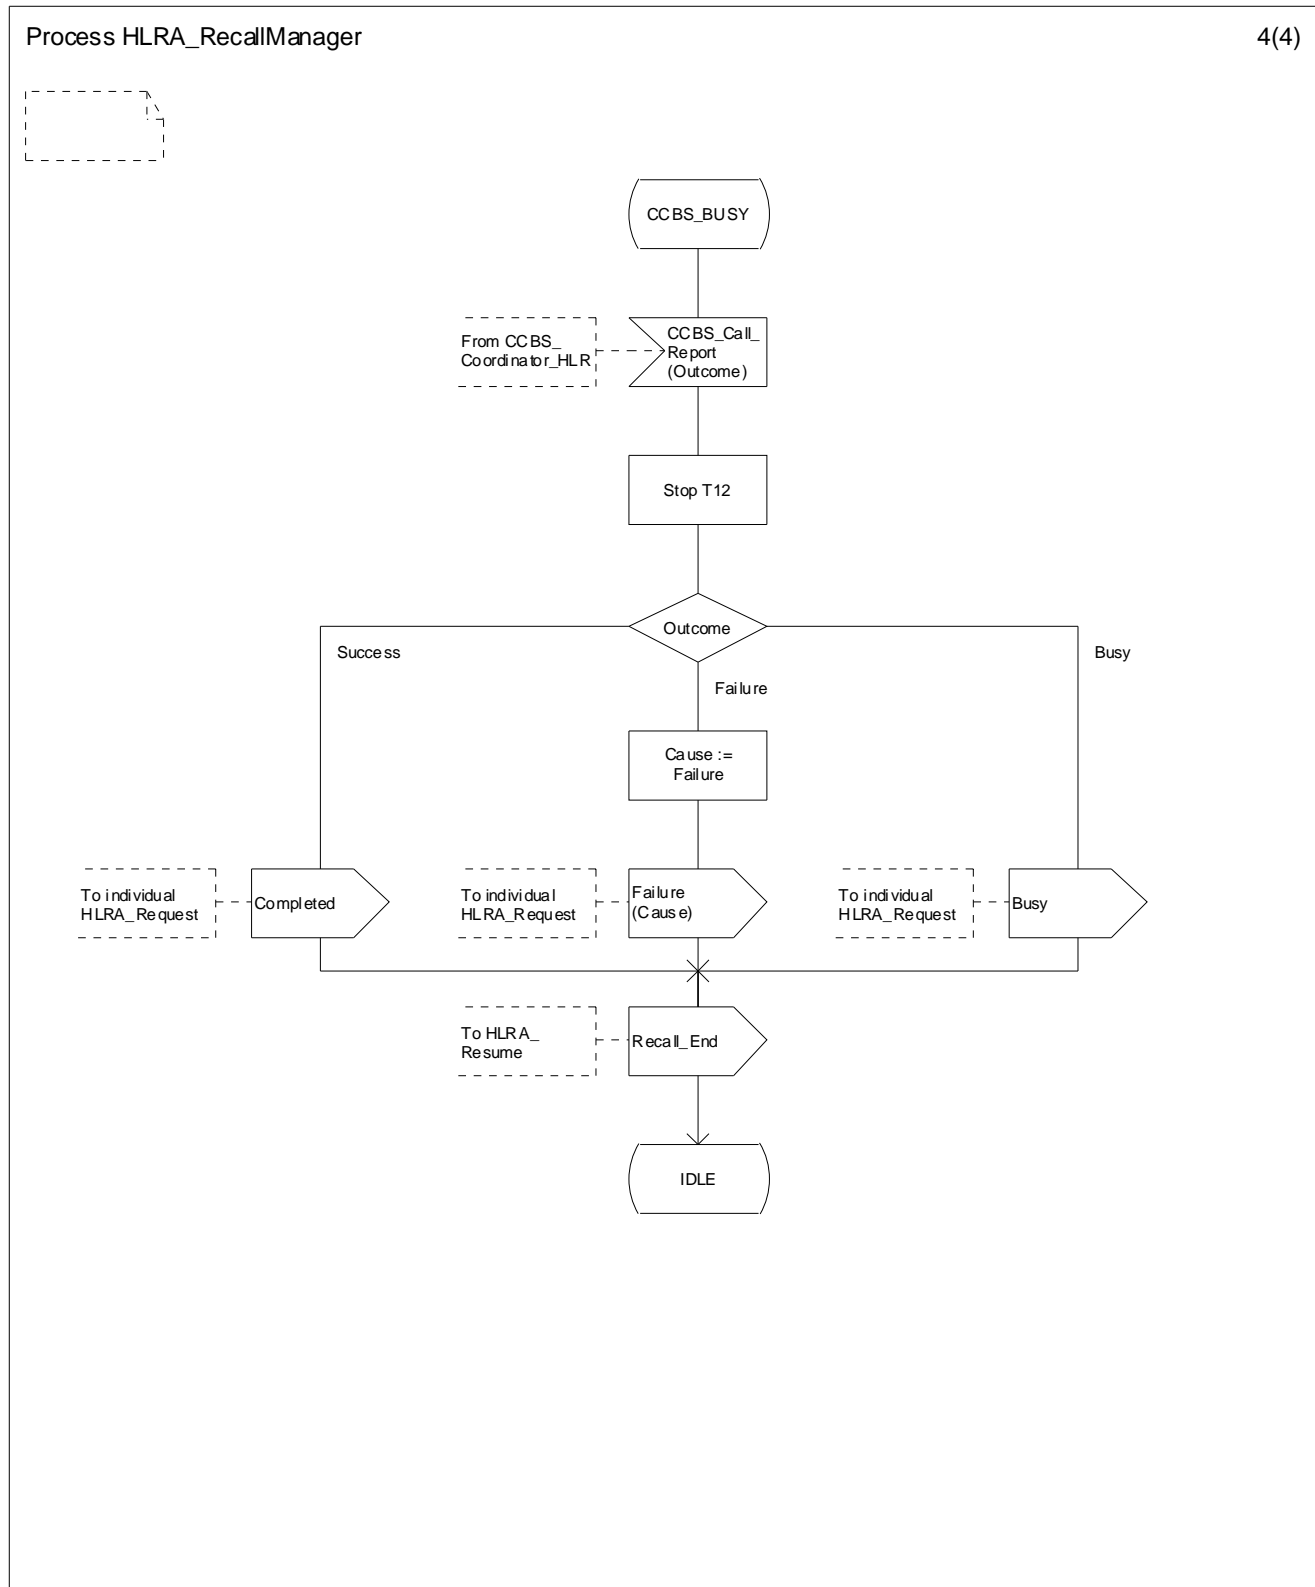 Process HLRA_RecallManager
4(4)
CCBS_BUSY
From CCBS_
Coordinator_HLR
CCBS_Call_
Report
(Outcome)
Stop T12
Outcome
Success
Busy
Failure
Cause :=
Failure
To individual
HLRA_Request
Completed
To individual
HLRA_Request
Failure
(Cause)
To individual
HLRA_Request
Busy
To HLRA_
Resume
Recall_End
IDLE